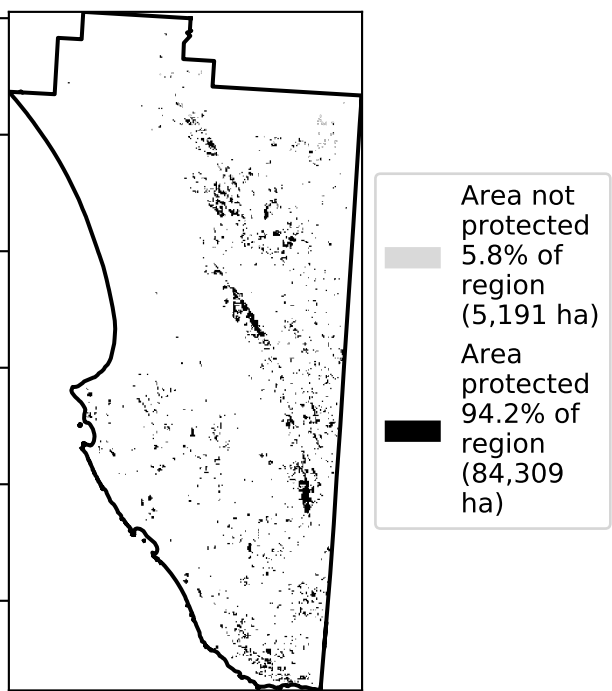 Area not
protected
5.8% of
region
(5,191 ha)
Area
protected
94.2% of
region
(84,309
ha)